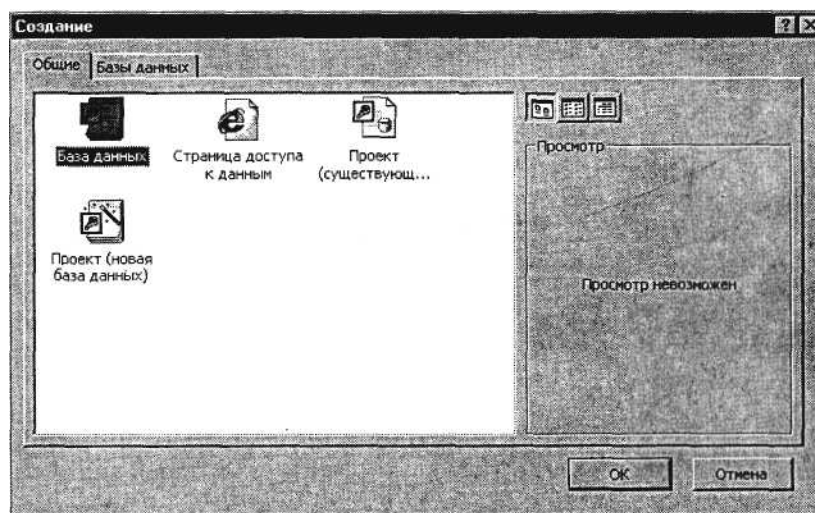 Создание
Общие
Базы данных
База данных
Страница доступа
к данным
Проект
(существующ...
Проект (новая
база данных)
Просмотр
Просмотр невозможен
OK
Отмена